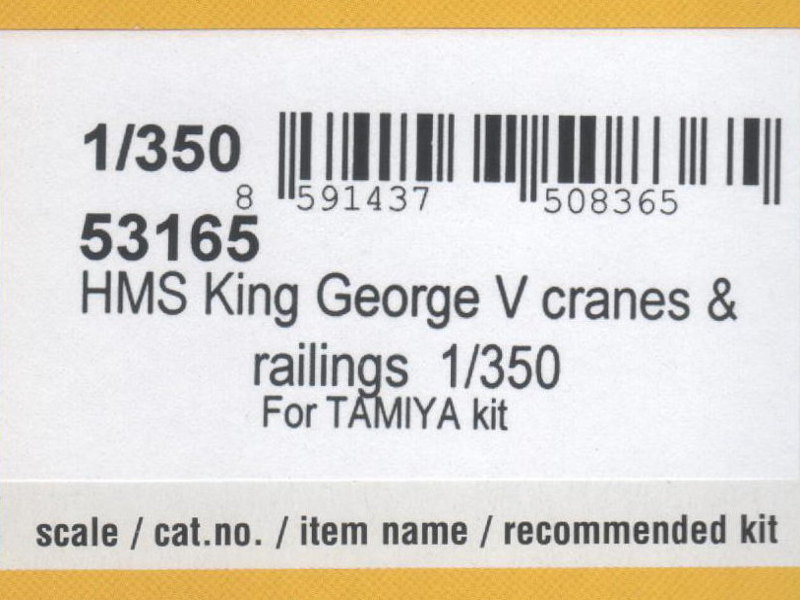 1/350
8 591437 508365
53165
HMS King George V cranes &
railings 1/350
For TAMIYA kit
scale / cat.no. / item name / recommended kit